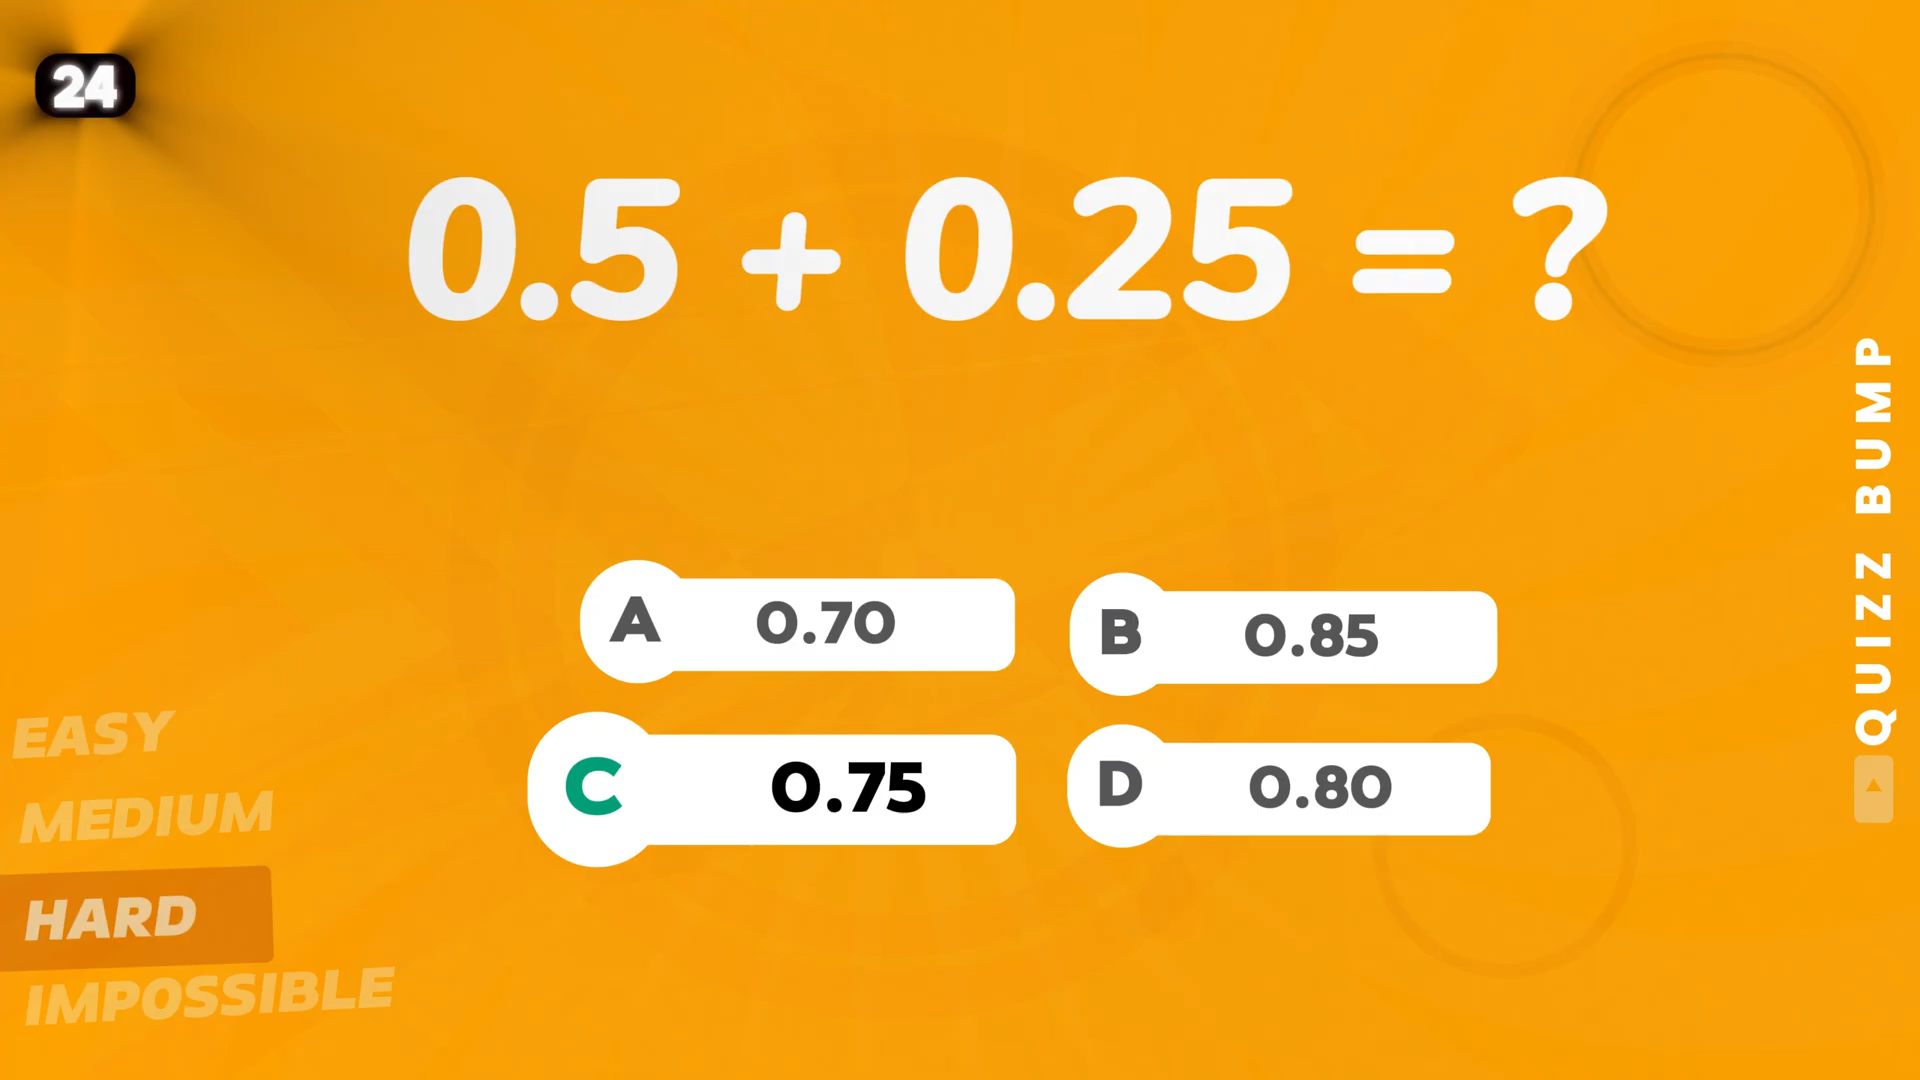 24
0.5 + 0.25 = ?
A 0.70
B 0.85
C 0.75
D 0.80
EASY
MEDIUM
HARD
IMPOSSIBLE
QUIZZ BUMP